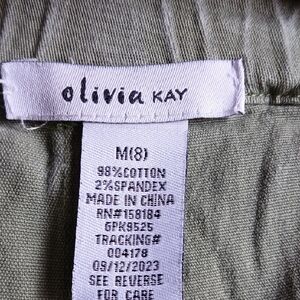 olivia KAY
M(8)
98%COTTON
2%SPANDEX
MADE IN CHINA
RN#158184
GPK9525
TRACKING#
004178
09/12/2023
SEE REVERSE
FOR CARE